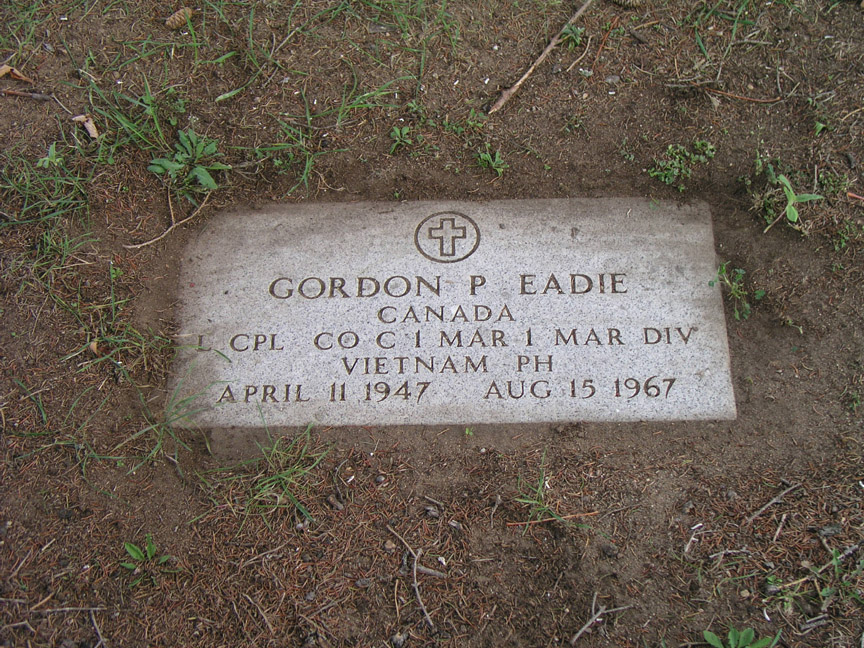 GORDON P EADIE
CANADA
L CPL CO C 1 MAR 1 MAR DIV
VIETNAM PH
APRIL 11 1947 AUG 15 1967